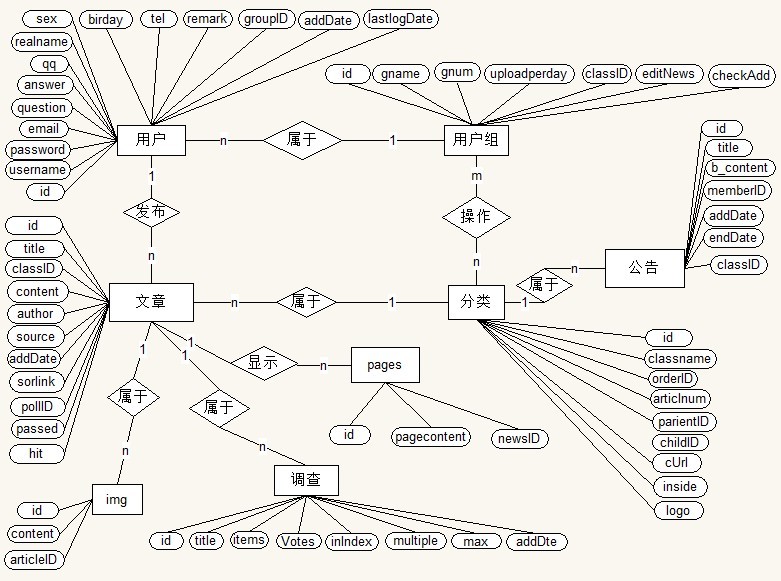 sex
birday
tel
remark
groupID
addDate
lastlogDate
realname
qq
answer
question
email
password
username
id
用户
n
属于
1
用户组
id
gname
gnum
uploadperday
classID
editNews
checkAdd
1
发布
n
m
操作
n
id
title
b_content
memberID
addDate
endDate
classID
公告
n
属于
1
id
title
classID
content
author
source
addDate
sorlink
pollID
passed
hit
文章
n
属于
1
分类
id
classname
orderID
articlnum
parientID
childID
cUrl
inside
logo
1
显示
n
pages
id
pagecontent
newsID
1
属于
n
img
id
content
articleID
1
属于
n
调查
id
title
items
Votes
inIndex
multiple
max
addDte